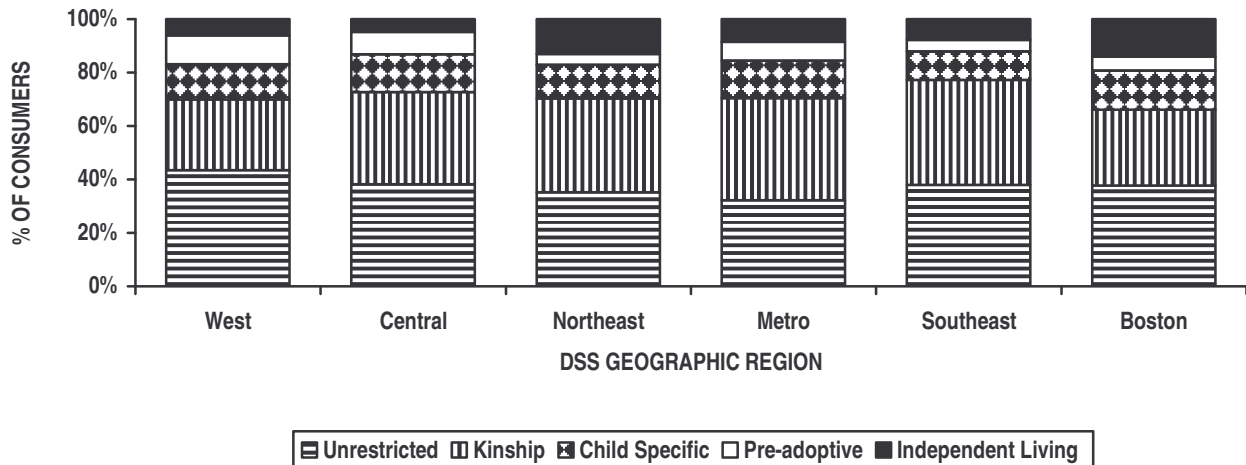 100%
80%
60%
40%
20%
0%
% OF CONSUMERS
West Central Northeast Metro Southeast Boston
DSS GEOGRAPHIC REGION
Unrestricted Kinship Child Specific Pre-adoptive Independent Living